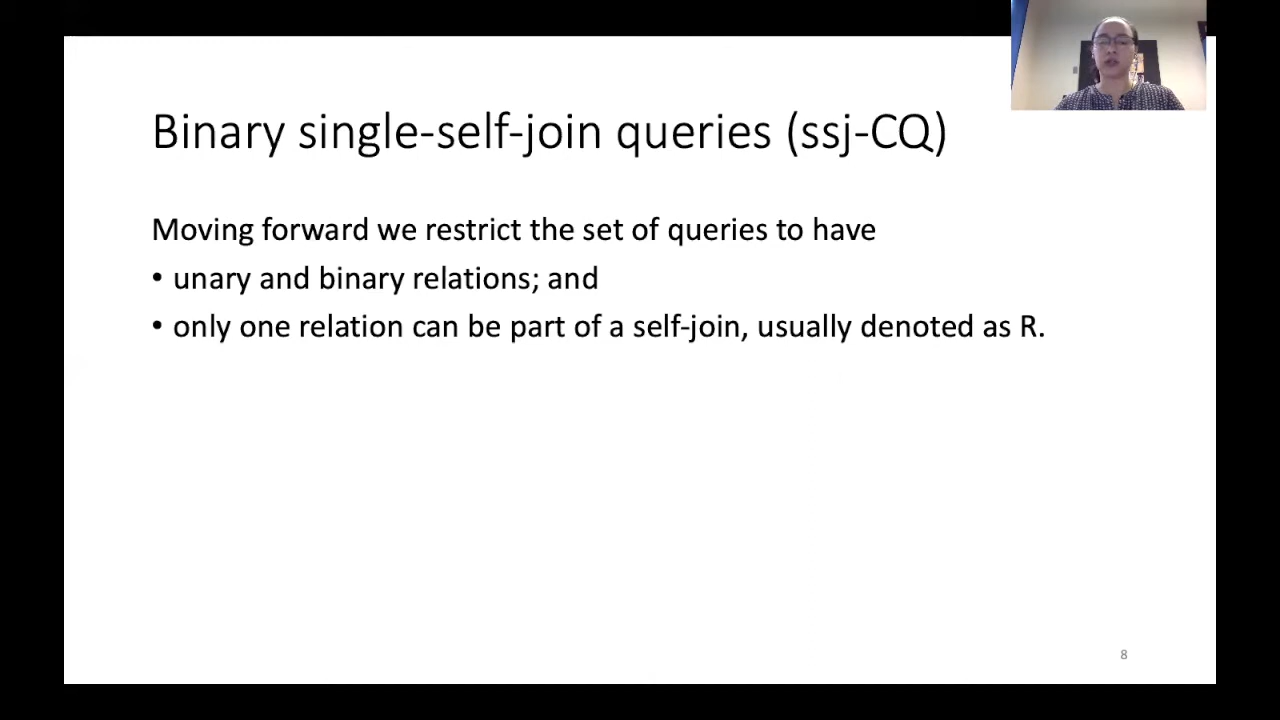 Binary single-self-join queries (ssj-CQ)
Moving forward we restrict the set of queries to have
• unary and binary relations; and
• only one relation can be part of a self-join, usually denoted as R.
8